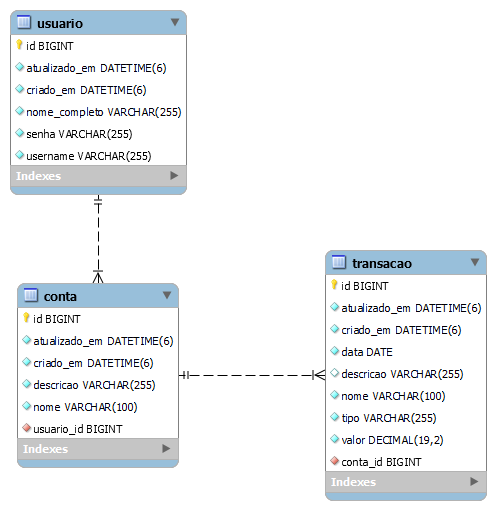 usuario
id BIGINT
atualizado_em DATETIME(6)
criado_em DATETIME(6)
nome_completo VARCHAR(255)
senha VARCHAR(255)
username VARCHAR(255)
Indexes
conta
id BIGINT
atualizado_em DATETIME(6)
criado_em DATETIME(6)
descricao VARCHAR(255)
nome VARCHAR(100)
usuario_id BIGINT
Indexes
transacao
id BIGINT
atualizado_em DATETIME(6)
criado_em DATETIME(6)
data DATE
descricao VARCHAR(255)
nome VARCHAR(100)
tipo VARCHAR(255)
valor DECIMAL(19,2)
conta_id BIGINT
Indexes